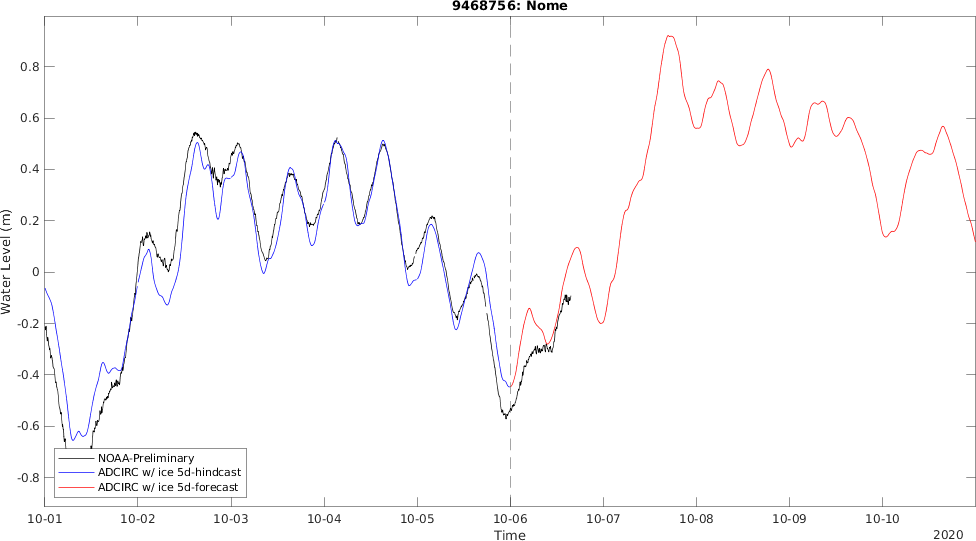 9468756: Nome
Water Level (m)
0.8
0.6
0.4
0.2
0
-0.2
-0.4
-0.6
-0.8
NOAA-Preliminary
ADCIRC w/ ice 5d-hindcast
ADCIRC w/ ice 5d-forecast
10-01 10-02 10-03 10-04 10-05 10-06 10-07 10-08 10-09 10-10
Time
2020